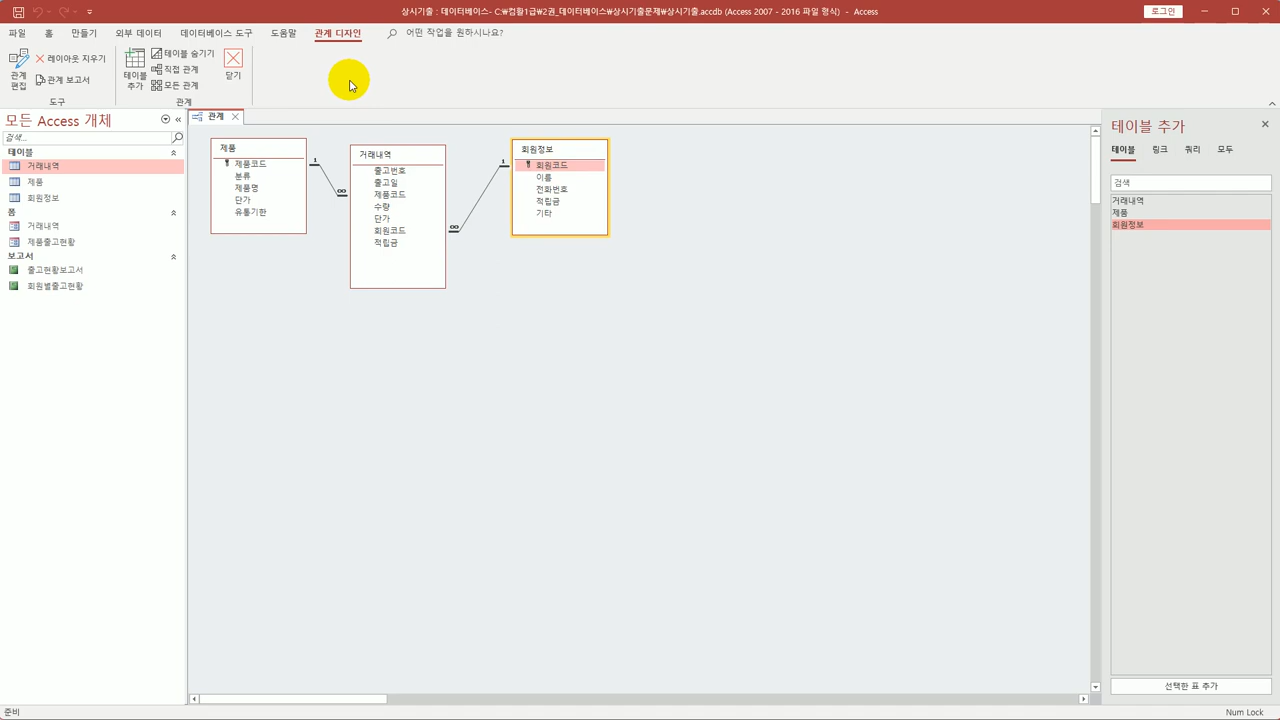 상시기술 : 데이터베이스- C:₩컴활1급₩2권_데이터베이스₩상시기출문제₩상시기출.accdb (Access 2007 - 2016 파일 형식) - Access
로그인
파일 홈 만들기 외부 데이터 데이터베이스 도구 도움말 관계 디자인 어떤 작업을 원하시나요?
관계 편집
레이아웃 지우기
관계 보고서
도구
테이블 추가
테이블 숨기기
직접 관계
모든 관계
관계
닫기
모든 Access 개체
검색...
테이블
거래내역
제품
회원정보
폼
거래내역
제품출고현황
보고서
출고현황보고서
회원별출고현황
관계
제품
제품코드
분류
제품명
단가
유통기한
1
∞
거래내역
출고번호
출고일
제품코드
수량
단가
회원코드
적립금
1
∞
회원정보
회원코드
이름
전화번호
적립금
기타
테이블 추가
테이블 링크 쿼리 모두
검색
거래내역
제품
회원정보
선택한 표 추가
준비
Num Lock